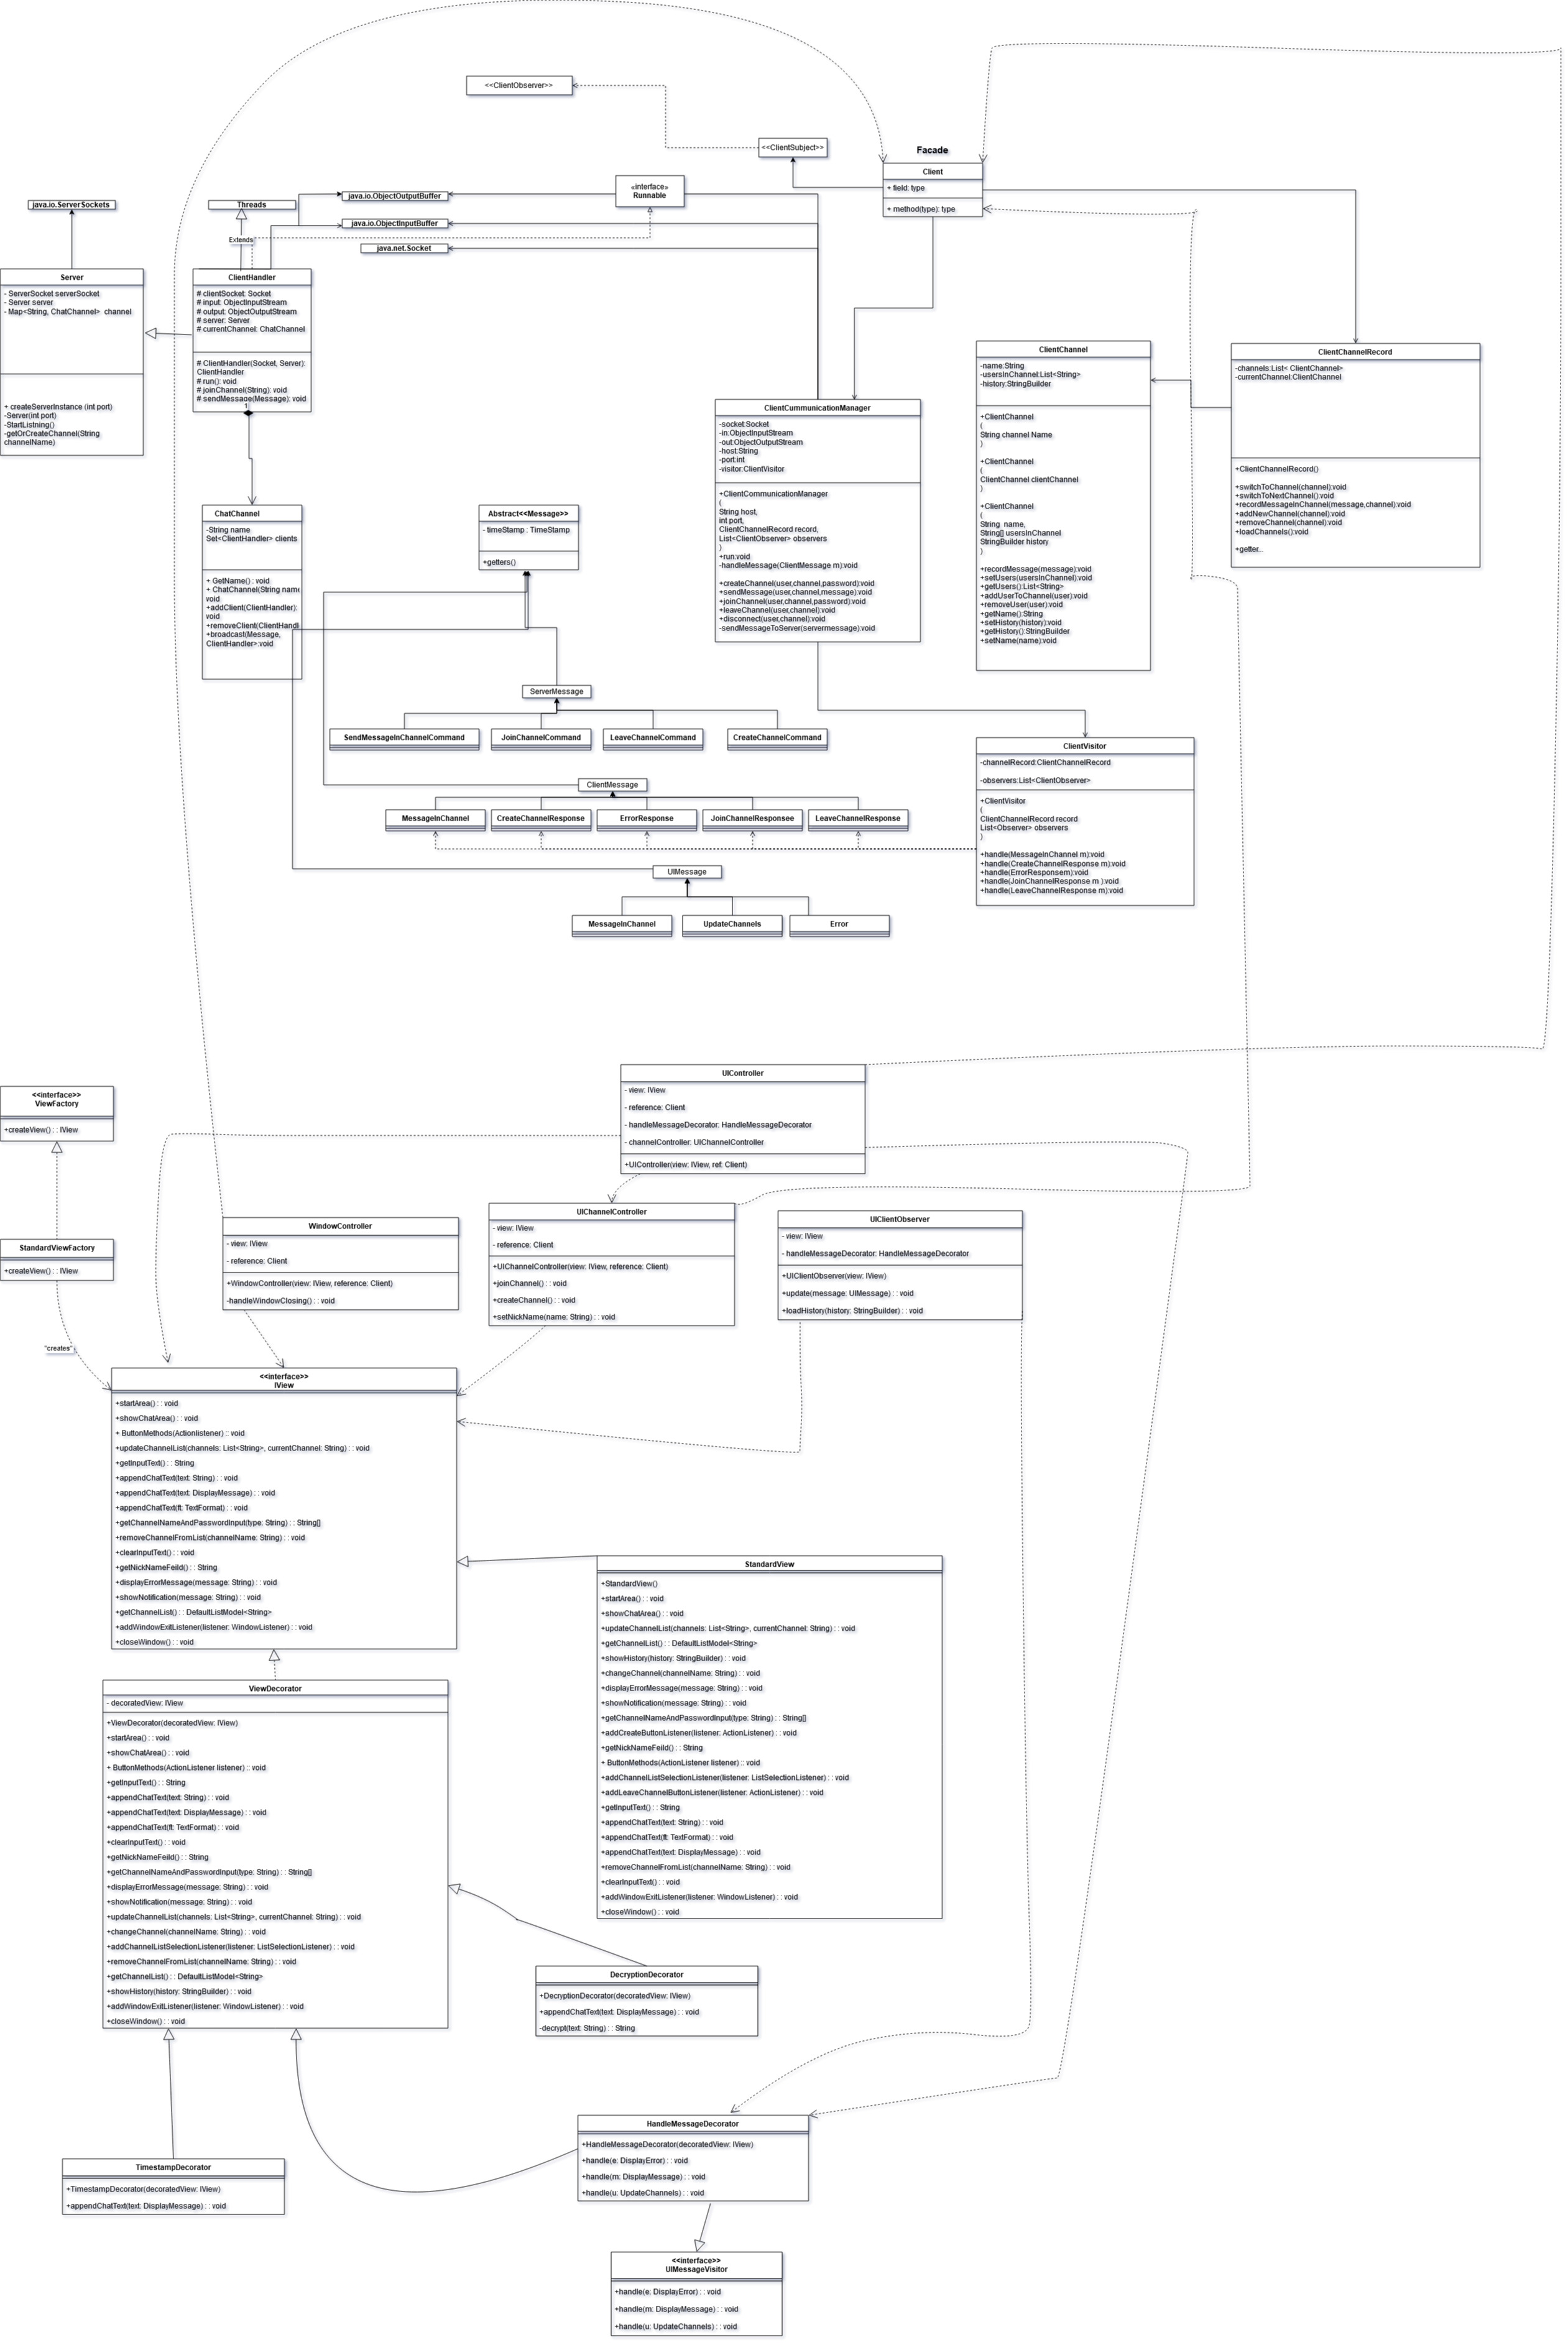 <<ClientObserver>>
<<ClientSubject>>
Facade
Client
+ field: type
+ method(type): type
«interface»
Runnable
java.io.ObjectOutputBuffer
java.io.ObjectInputBuffer
java.net.Socket
java.io.ServerSockets
Threads
Extends
Server
- ServerSocket serverSocket
- Server server
- Map<String, ChatChannel> channel
+ createServerInstance (int port)
-Server(int port)
-StartListning()
-getOrCreateChannel(String
channelName)
ClientHandler
# clientSocket: Socket
# input: ObjectInputStream
# output: ObjectOutputStream
# server: Server
# currentChannel: ChatChannel
# ClientHandler(Socket, Server):
ClientHandler
# run(): void
# joinChannel(String): void
# sendMessage(Message): void
1
ClientChannel
-name:String
-usersInChannel:List<String>
-history:StringBuilder
+ClientChannel
(
String channel Name
)
+ClientChannel
(
ClientChannel clientChannel
)
+ClientChannel
(
String name,
String[] usersInChannel
StringBuilder history
)
+recordMessage(message):void
+setUsers(usersInChannel):void
+getUsers():List<String>
+addUserToChannel(user):void
+removeUser(user):void
+getName():String
+setHistory(history):void
+getHistory():StringBuilder
+setName(name):void
ClientChannelRecord
-channels:List< ClientChannel>
-currentChannel:ClientChannel
+ClientChannelRecord()
+switchToChannel(channel):void
+switchToNextChannel():void
+recordMessageInChannel(message,channel):void
+addNewChannel(channel):void
+removeChannel(channel):void
+loadChannels():void
+getter...
ClientCummunicationManager
-socket:Socket
-in:ObjectInputStream
-out:ObjectOutputStream
-host:String
-port:int
-visitor:ClientVisitor
+ClientCommunicationManager
(
String host,
int port,
ClientChannelRecord record,
List<ClientObserver> observers
)
+run:void
-handleMessage(ClientMessage m):void
+createChannel(user,channel,password):void
+sendMessage(user,channel,message):void
+joinChannel(user,channel,password):void
+leaveChannel(user,channel):void
+disconnect(user,channel):void
-sendMessageToServer(servermessage):void
ChatChannel
-String name
Set<ClientHandler> clients
+ GetName() : void
+ ChatChannel(String name
void
+addClient(ClientHandler):
void
+removeClient(ClientHandl
+broadcast(Message,
ClientHandler>:void
Abstract<<Message>>
- timeStamp : TimeStamp
+getters()
ServerMessage
SendMessageInChannelCommand
JoinChannelCommand
LeaveChannelCommand
CreateChannelCommand
ClientMessage
MessageInChannel
CreateChannelResponse
ErrorResponse
JoinChannelResponsee
LeaveChannelResponse
ClientVisitor
-channelRecord:ClientChannelRecord
-observers:List<ClientObserver>
+ClientVisitor
(
ClientChannelRecord record
List<Observer> observers
)
+handle(MessageInChannel m):void
+handle(CreateChannelResponse m):void
+handle(ErrorResponsem):void
+handle(JoinChannelResponse m ):void
+handle(LeaveChannelResponse m):void
UIMessage
MessageInChannel
UpdateChannels
Error
UIController
- view: IView
- reference: Client
- handleMessageDecorator: HandleMessageDecorator
- channelController: UIChannelController
+UIController(view: IView, ref: Client)
<<interface>>
ViewFactory
+createView() : : IView
StandardViewFactory
+createView() : : IView
"creates"
WindowController
- view: IView
- reference: Client
+WindowController(view: IView, reference: Client)
-handleWindowClosing() : : void
UIChannelController
- view: IView
- reference: Client
+UIChannelController(view: IView, reference: Client)
+joinChannel() : : void
+createChannel() : : void
+setNickName(name: String) : : void
UIClientObserver
- view: IView
- handleMessageDecorator: HandleMessageDecorator
+UIClientObserver(view: IView)
+update(message: UIMessage) : : void
+loadHistory(history: StringBuilder) : : void
<<interface>>
IView
+startArea() : : void
+showChatArea() : : void
+ ButtonMethods(Actionlistener) :: void
+updateChannelList(channels: List<String>, currentChannel: String) : : void
+getInputText() : : String
+appendChatText(text: String) : : void
+appendChatText(text: DisplayMessage) : : void
+appendChatText(ft: TextFormat) : : void
+getChannelNameAndPasswordInput(type: String) : : String[]
+removeChannelFromList(channelName: String) : : void
+clearInputText() : : void
+getNickNameFeild() : : String
+displayErrorMessage(message: String) : : void
+showNotification(message: String) : : void
+getChannelList() : : DefaultListModel<String>
+addWindowExitListener(listener: WindowListener) : : void
+closeWindow() : : void
StandardView
+StandardView()
+startArea() : : void
+showChatArea() : : void
+updateChannelList(channels: List<String>, currentChannel: String) : : void
+getChannelList() : : DefaultListModel<String>
+showHistory(history: StringBuilder) : : void
+changeChannel(channelName: String) : : void
+displayErrorMessage(message: String) : : void
+showNotification(message: String) : : void
+getChannelNameAndPasswordInput(type: String) : : String[]
+addCreateButtonListener(listener: ActionListener) : : void
+getNickNameFeild() : : String
+ ButtonMethods(ActionListener listener) :: void
+addChannelListSelectionListener(listener: ListSelectionListener) : : void
+addLeaveChannelButtonListener(listener: ActionListener) : : void
+getInputText() : : String
+appendChatText(text: String) : : void
+appendChatText(ft: TextFormat) : : void
+appendChatText(text: DisplayMessage) : : void
+removeChannelFromList(channelName: String) : : void
+clearInputText() : : void
+addWindowExitListener(listener: WindowListener) : : void
+closeWindow() : : void
ViewDecorator
- decoratedView: IView
+ViewDecorator(decoratedView: IView)
+startArea() : : void
+showChatArea() : : void
+ ButtonMethods(ActionListener listener) :: void
+getInputText() : : String
+appendChatText(text: String) : : void
+appendChatText(text: DisplayMessage) : : void
+appendChatText(ft: TextFormat) : : void
+clearInputText() : : void
+getNickNameFeild() : : String
+getChannelNameAndPasswordInput(type: String) : : String[]
+displayErrorMessage(message: String) : : void
+showNotification(message: String) : : void
+updateChannelList(channels: List<String>, currentChannel: String) : : void
+changeChannel(channelName: String) : : void
+addChannelListSelectionListener(listener: ListSelectionListener) : : void
+removeChannelFromList(channelName: String) : : void
+getChannelList() : : DefaultListModel<String>
+showHistory(history: StringBuilder) : : void
+addWindowExitListener(listener: WindowListener) : : void
+closeWindow() : : void
DecryptionDecorator
+DecryptionDecorator(decoratedView: IView)
+appendChatText(text: DisplayMessage) : : void
-decrypt(text: String) : : String
HandleMessageDecorator
+HandleMessageDecorator(decoratedView: IView)
+handle(e: DisplayError) : : void
+handle(m: DisplayMessage) : : void
+handle(u: UpdateChannels) : : void
TimestampDecorator
+TimestampDecorator(decoratedView: IView)
+appendChatText(text: DisplayMessage) : : void
<<interface>>
UIMessageVisitor
+handle(e: DisplayError) : : void
+handle(m: DisplayMessage) : : void
+handle(u: UpdateChannels) : : void